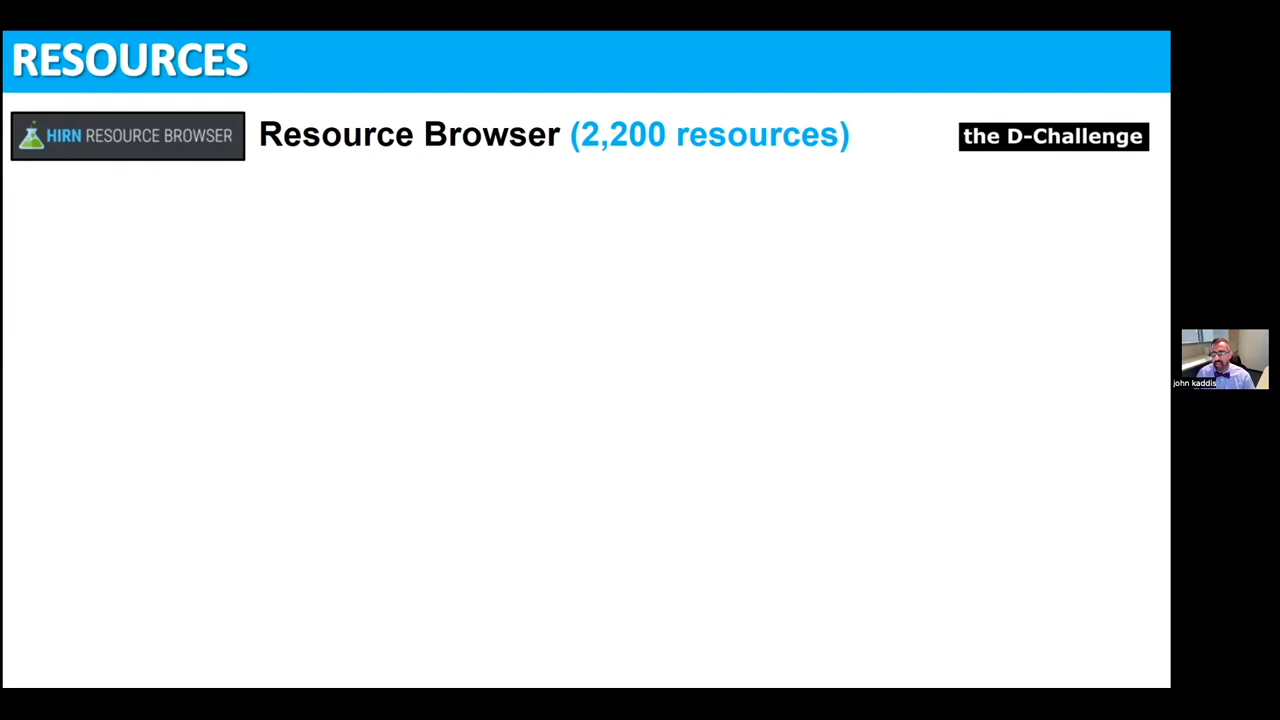 RESOURCES
HIRN RESOURCE BROWSER
Resource Browser (2,200 resources)
the D-Challenge
john kaddis